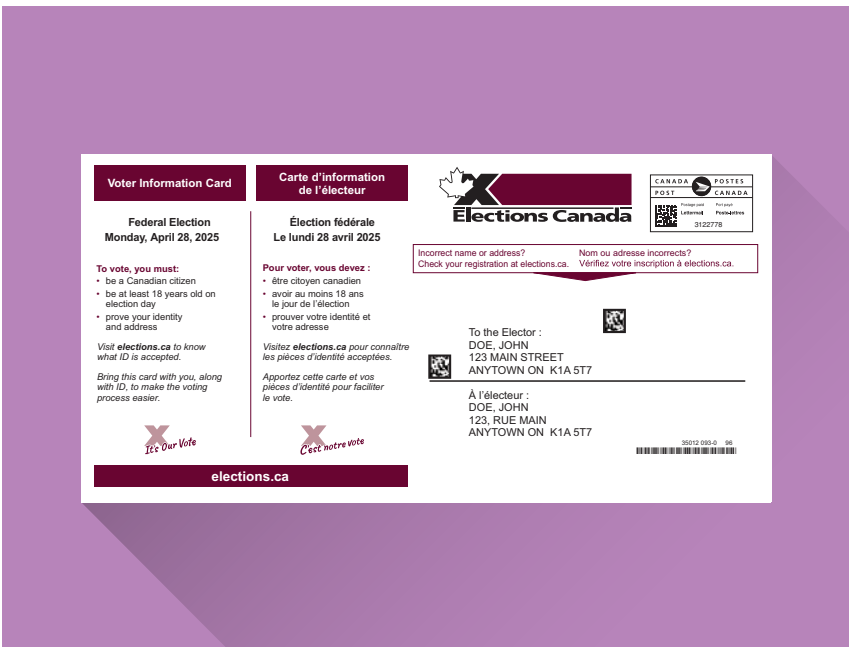 Voter Information Card
Federal Election
Monday, April 28, 2025
To vote, you must:
• be a Canadian citizen
• be at least 18 years old on
election day
• prove your identity
and address
Visit elections.ca to know
what ID is accepted.
Bring this card with you, along
with ID, to make the voting
process easier.
It's Our Vote
Carte d'information
de l'électeur
Élection fédérale
Le lundi 28 avril 2025
Pour voter, vous devez :
• être citoyen canadien
• avoir au moins 18 ans
le jour de l'élection
• prouver votre identité et
votre adresse
Visitez elections.ca pour connaître
les pièces d'identité acceptées.
Apportez cette carte et vos
pièces d'identité pour faciliter
le vote.
C'est notre vote
elections.ca
Elections Canada
CANADA POSTES
POST CANADA
Postage paid Port payé
Lettermail Poste-lettres
3122778
Incorrect name or address?
Check your registration at elections.ca.
Nom ou adresse incorrects?
Vérifiez votre inscription à elections.ca.
To the Elector :
DOE, JOHN
123 MAIN STREET
ANYTOWN ON K1A 5T7
À l'électeur :
DOE, JOHN
123, RUE MAIN
ANYTOWN ON K1A 5T7
35012 093-0 96